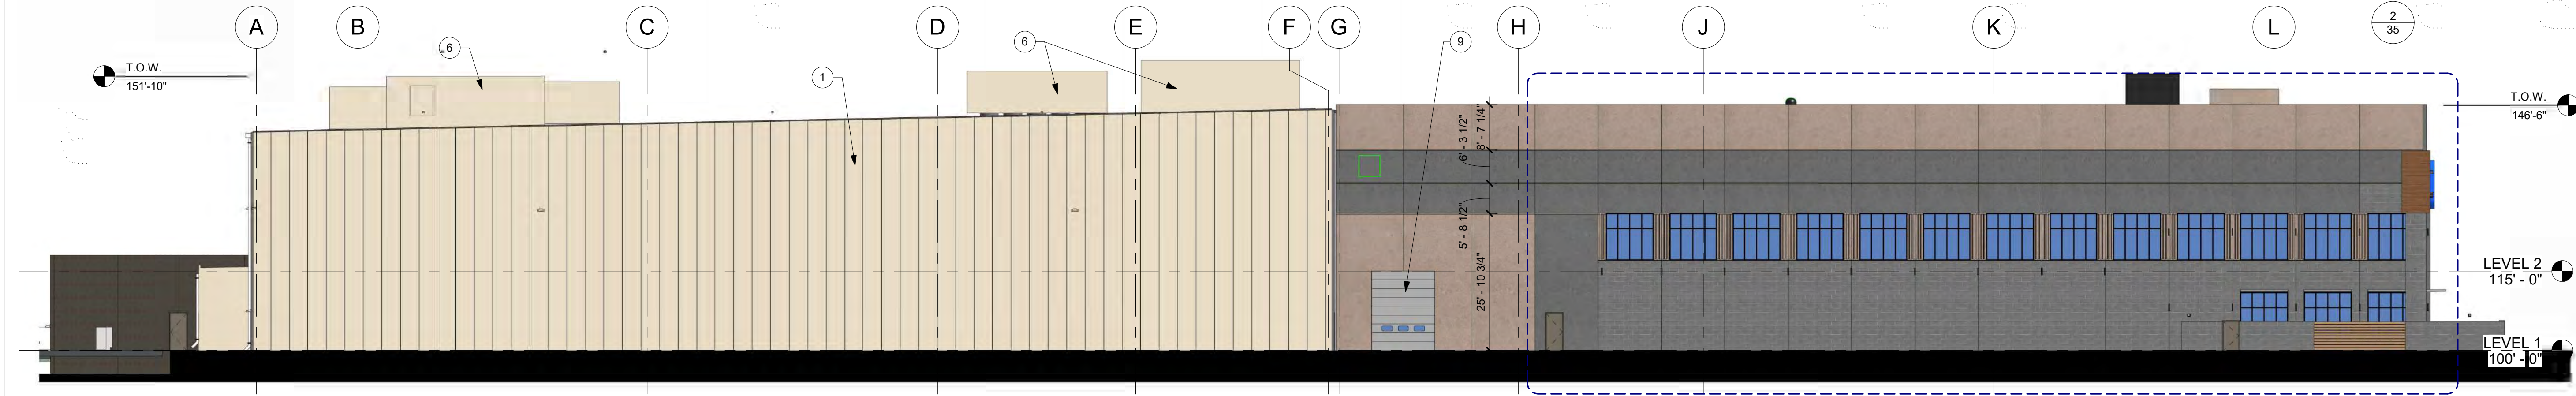 A
B
C
D
E
F
G
H
J
K
L
2
35
6
6
9
1
T.O.W.
151'-10"
T.O.W.
146'-6"
6' - 3 1/2"
8' - 7 1/4"
5' - 8 1/2"
25' - 10 3/4"
LEVEL 2
115' - 0"
LEVEL 1
100' - 0"